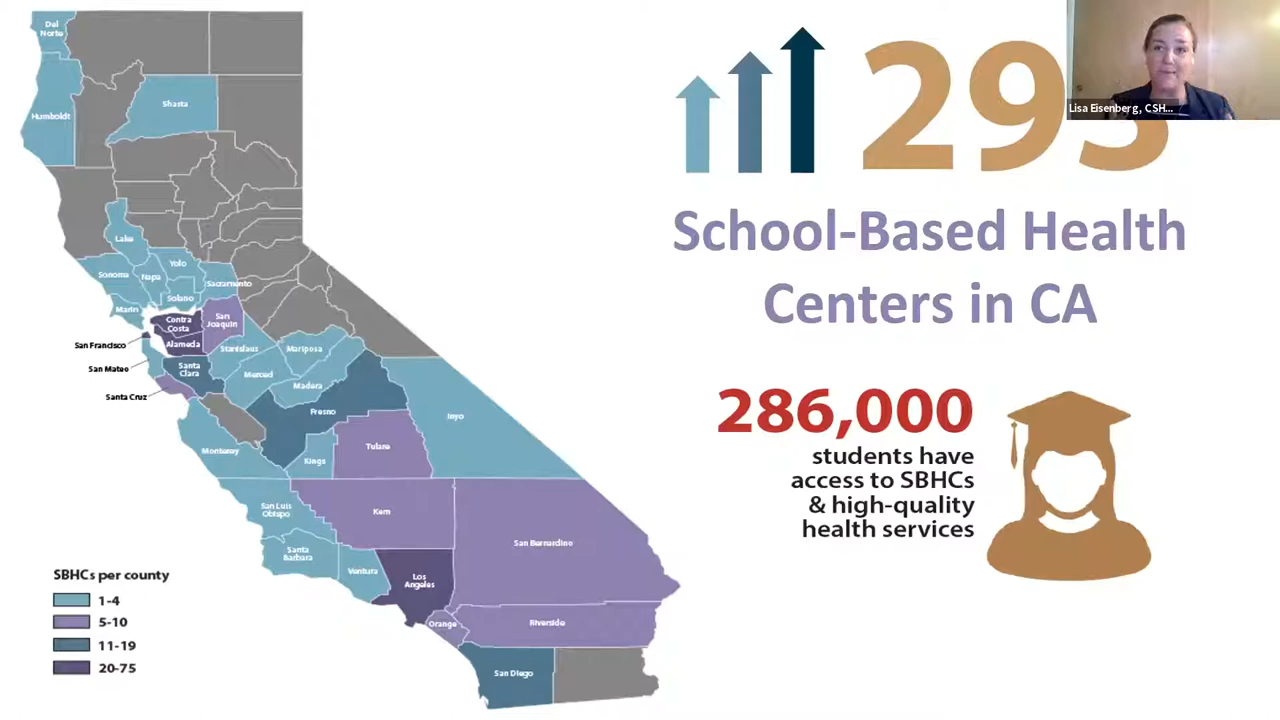 Del
Norte
Humboldt
Shasta
Lake
Sonoma
Napa
Yolo
Sacramento
Solano
Marin
Contra
Costa
San
Joaquin
San Francisco
Alameda
Stanislaus
Mariposa
San Mateo
Santa
Clara
Merced
Madera
Santa Cruz
Fresno
Inyo
Monterey
Kings
Tulare
San Luis
Obispo
Kern
San Bernardino
Santa
Barbara
Ventura
Los
Angeles
Orange
Riverside
San Diego
SBHCs per county
1-4
5-10
11-19
20-75
293
Lisa Eisenberg, CSH...
School-Based Health
Centers in CA
286,000
students have
access to SBHCs
& high-quality
health services